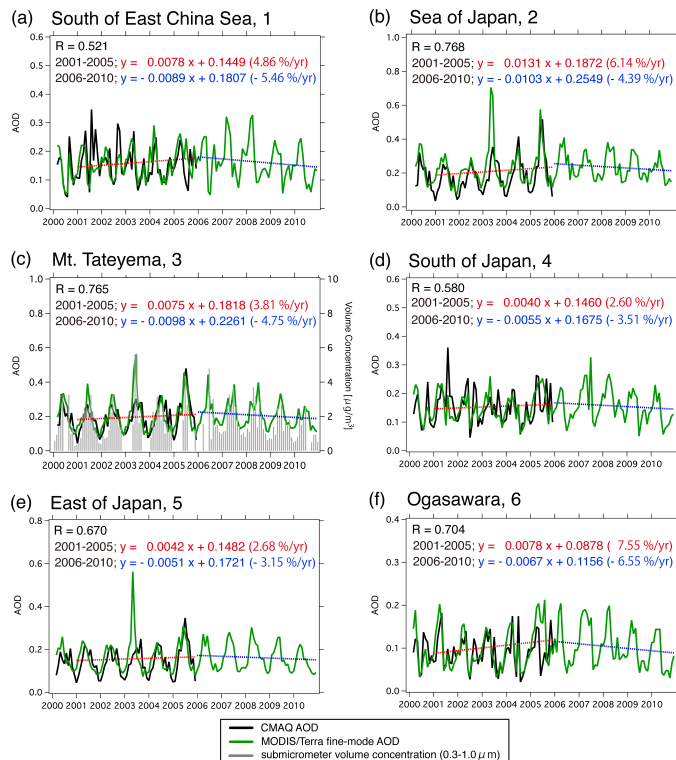 (a) South of East China Sea, 1
0.6
0.5
0.4
0.3
0.2
0.1
0.0
AOD
R = 0.521
2001-2005; y = 0.0078 x + 0.1449 (4.86 %/yr)
2006-2010; y = - 0.0089 x + 0.1807 (- 5.46 %/yr)
2000 2001 2002 2003 2004 2005 2006 2007 2008 2009 2010
(b) Sea of Japan, 2
1.0
0.8
0.6
0.4
0.2
0.0
AOD
R = 0.768
2001-2005; y = 0.0131 x + 0.1872 (6.14 %/yr)
2006-2010; y = - 0.0103 x + 0.2549 (- 4.39 %/yr)
2000 2001 2002 2003 2004 2005 2006 2007 2008 2009 2010
(c) Mt. Tateyema, 3
1.0
0.8
0.6
0.4
0.2
0.0
AOD
R = 0.765
2001-2005; y = 0.0075 x + 0.1818 (3.81 %/yr)
2006-2010; y = - 0.0098 x + 0.2261 (- 4.75 %/yr)
10
8
6
4
2
0
Volume Concentration [μg/m³]
2000 2001 2002 2003 2004 2005 2006 2007 2008 2009 2010
(d) South of Japan, 4
0.6
0.5
0.4
0.3
0.2
0.1
0.0
AOD
R = 0.580
2001-2005; y = 0.0040 x + 0.1460 (2.60 %/yr)
2006-2010; y = - 0.0055 x + 0.1675 (- 3.51 %/yr)
2000 2001 2002 2003 2004 2005 2006 2007 2008 2009 2010
(e) East of Japan, 5
0.8
0.6
0.4
0.2
0.0
AOD
R = 0.670
2001-2005; y = 0.0042 x + 0.1482 (2.68 %/yr)
2006-2010; y = - 0.0051 x + 0.1721 (- 3.15 %/yr)
2000 2001 2002 2003 2004 2005 2006 2007 2008 2009 2010
(f) Ogasawara, 6
0.4
0.3
0.2
0.1
0.0
AOD
R = 0.704
2001-2005; y = 0.0078 x + 0.0878 ( 7.55 %/yr)
2006-2010; y = - 0.0067 x + 0.1156 (- 6.55 %/yr)
2000 2001 2002 2003 2004 2005 2006 2007 2008 2009 2010
CMAQ AOD
MODIS/Terra fine-mode AOD
submicrometer volume concentration (0.3-1.0 μm)